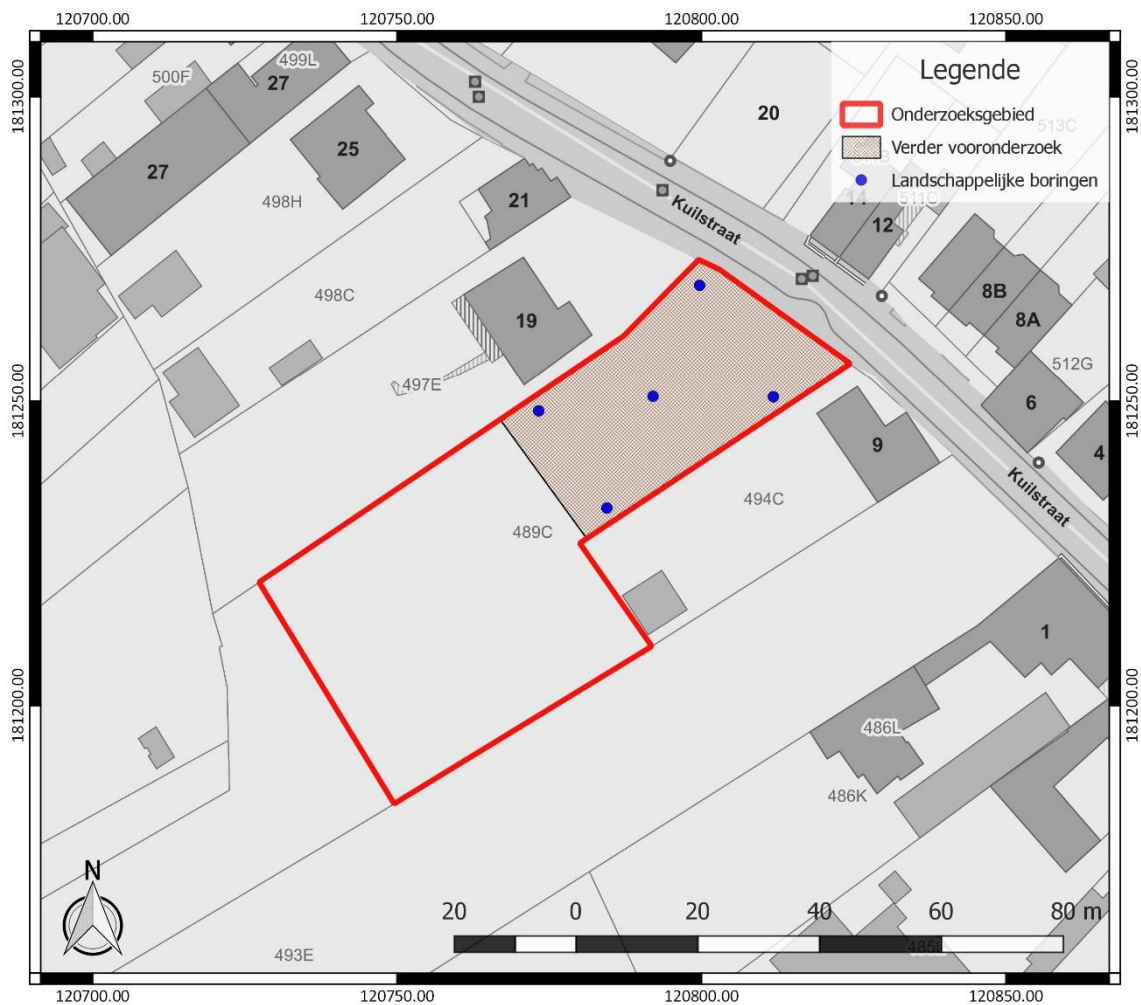 120700.00 120750.00 120800.00 120850.00
181300.00
181250.00
181200.00
181300.00
181250.00
181200.00
Legende
Onderzoeksgebied
Verder vooronderzoek
Landschappelijke boringen
499L
500F
27
27
25
20
513C
498H
21
Kuilstraat
511C
14
12
498C
19
8B
8A
497E
512G
6
4
9
494C
489C
Kuilstraat
1
486L
486K
N
20 0 20 40 60 80 m
493E
120700.00 120750.00 120800.00 120850.00